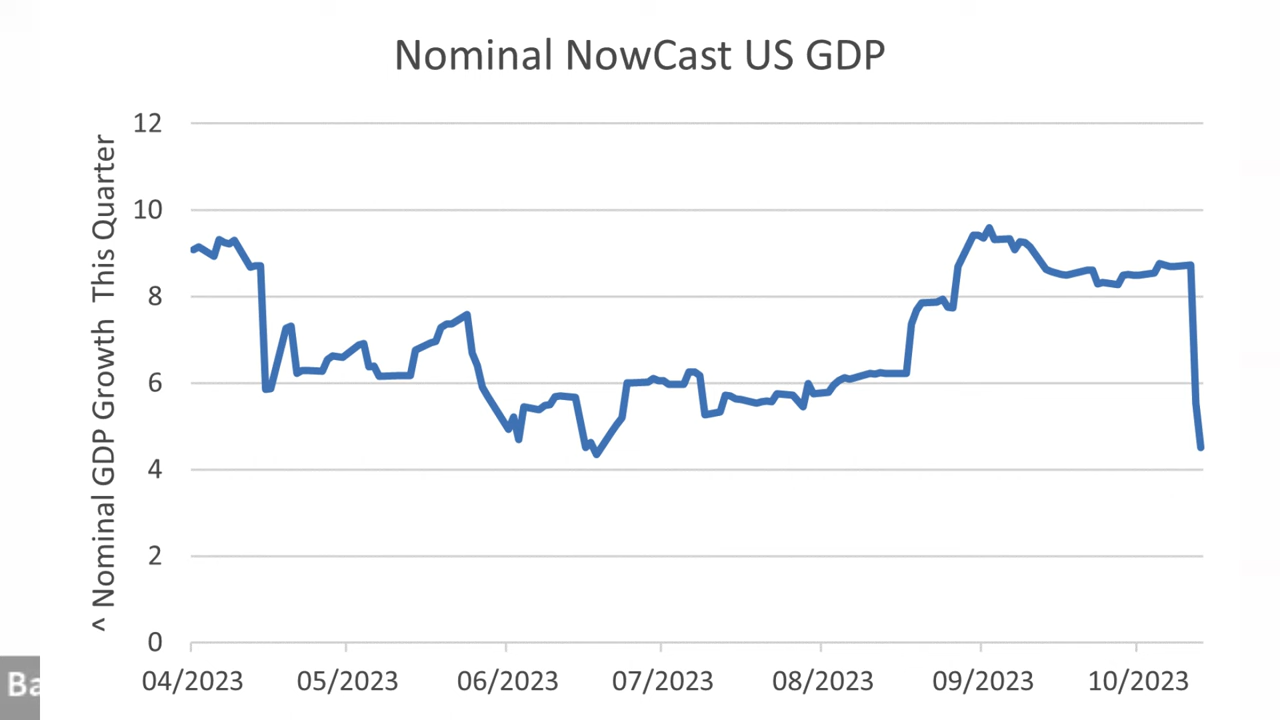 Nominal NowCast US GDP
^ Nominal GDP Growth  This Quarter
12
10
8
6
4
2
0
04/2023 05/2023 06/2023 07/2023 08/2023 09/2023 10/2023
Ba